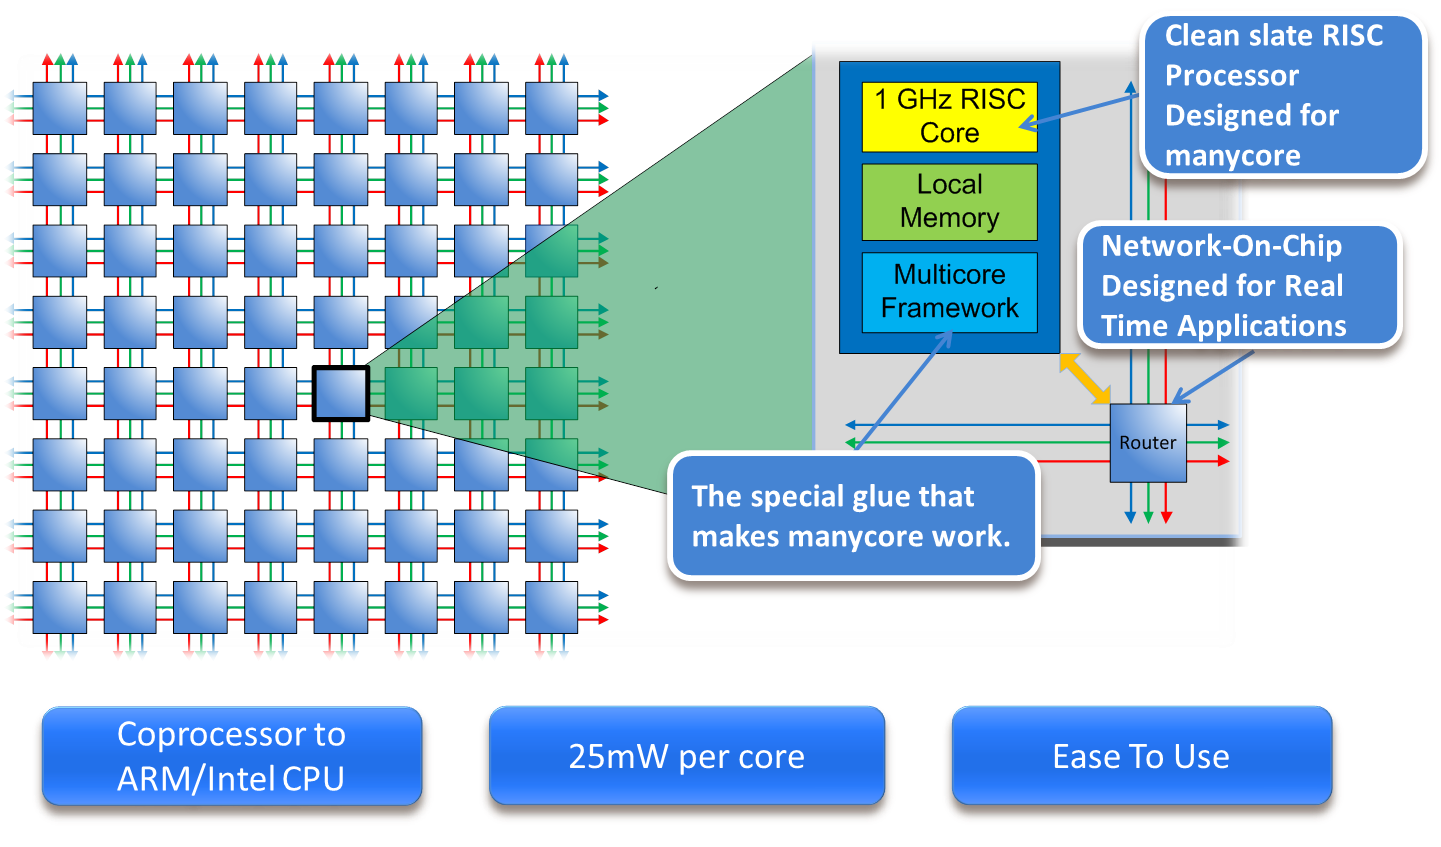 Clean slate RISC
Processor
Designed for
manycore
1 GHz RISC
Core
Local
Memory
Network-On-Chip
Designed for Real
Time Applications
Multicore
Framework
Router
The special glue that
makes manycore work.
Coprocessor to
ARM/Intel CPU
25mW per core
Ease To Use